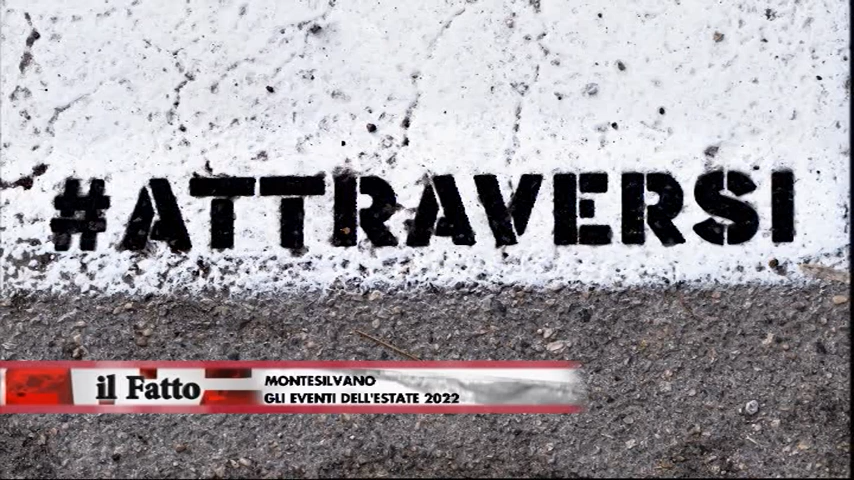 #ATTRAVERSI
il Fatto
MONTESILVANO
GLI EVENTI DELL'ESTATE 2022